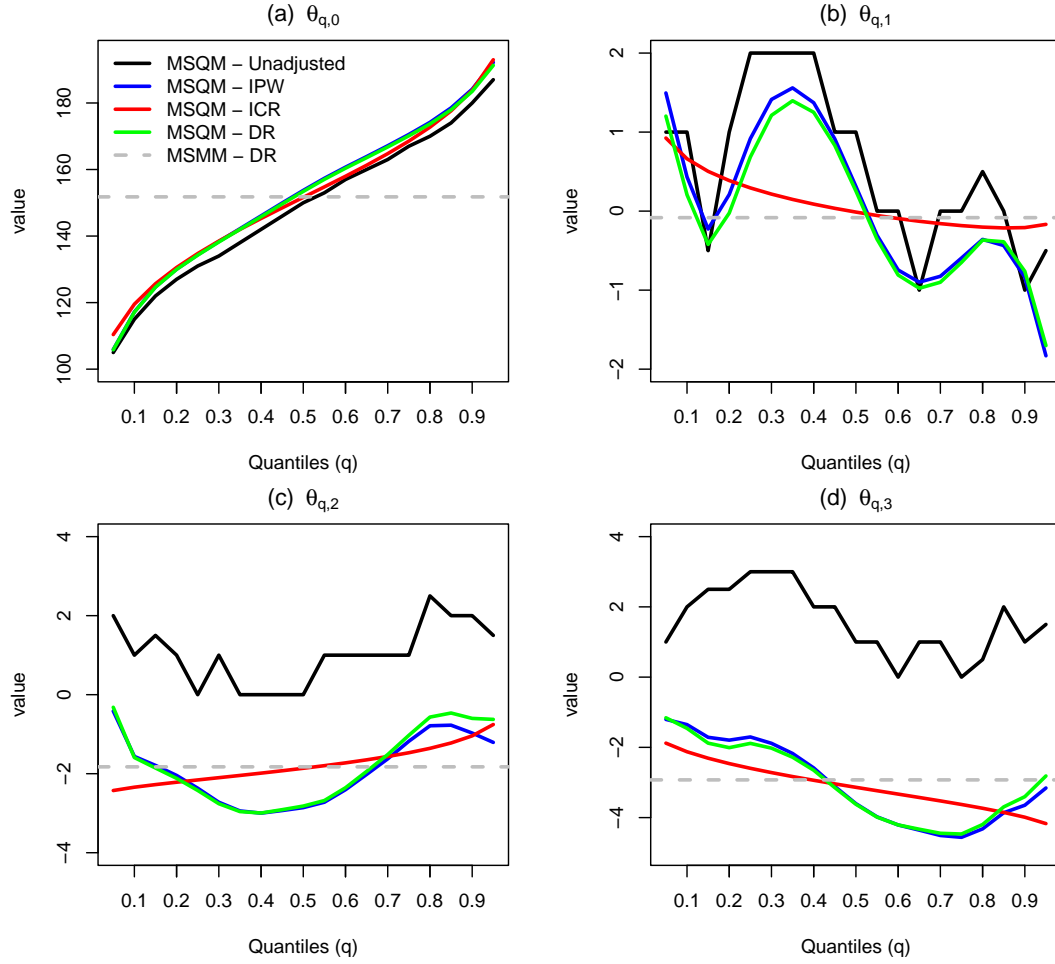 (a) θq,0
value
180
160
140
120
100
MSQM − Unadjusted
MSQM − IPW
MSQM − ICR
MSQM − DR
MSMM − DR
0.1 0.2 0.3 0.4 0.5 0.6 0.7 0.8 0.9
Quantiles (q)
(b) θq,1
value
2
1
0
−1
−2
0.1 0.2 0.3 0.4 0.5 0.6 0.7 0.8 0.9
Quantiles (q)
(c) θq,2
value
4
2
0
−2
−4
0.1 0.2 0.3 0.4 0.5 0.6 0.7 0.8 0.9
Quantiles (q)
(d) θq,3
value
4
2
0
−2
−4
0.1 0.2 0.3 0.4 0.5 0.6 0.7 0.8 0.9
Quantiles (q)